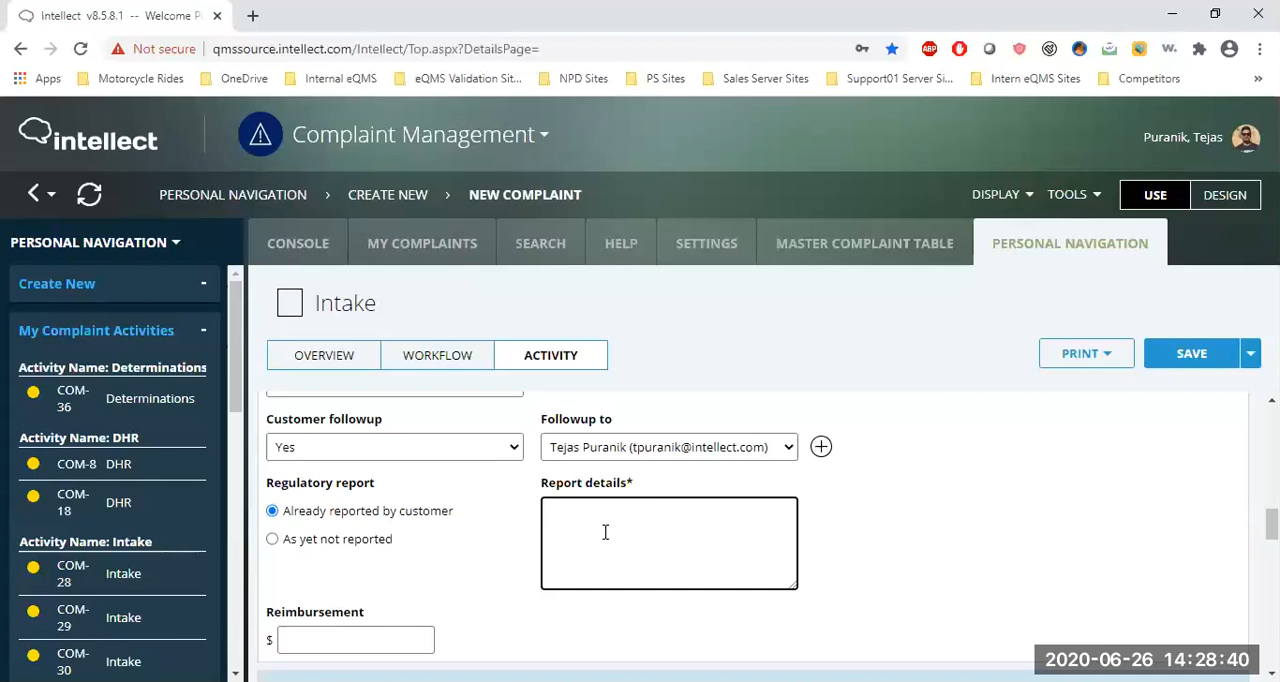 Intellect v8.5.8.1 -- Welcome P
Not secure qmssource.intellect.com/Intellect/Top.aspx?DetailsPage=
ABP W.
Apps Motorcycle Rides OneDrive Internal eQMS eQMS Validation Sit... NPD Sites PS Sites Sales Server Sites Support01 Server Si... Intern eQMS Sites Competitors »
intellect Complaint Management Puranik, Tejas
PERSONAL NAVIGATION › CREATE NEW › NEW COMPLAINT DISPLAY TOOLS USE DESIGN
PERSONAL NAVIGATION CONSOLE MY COMPLAINTS SEARCH HELP SETTINGS MASTER COMPLAINT TABLE PERSONAL NAVIGATION
Create New -
My Complaint Activities -
Activity Name: Determinations
COM-
36 Determinations
Activity Name: DHR
COM-8 DHR
COM-
18 DHR
Activity Name: Intake
COM-
28 Intake
COM-
29 Intake
COM-
30 Intake
Intake
OVERVIEW WORKFLOW ACTIVITY PRINT SAVE
Customer followup Followup to
Yes Tejas Puranik (tpuranik@intellect.com)
Regulatory report Report details*
Already reported by customer
As yet not reported
Reimbursement
$
2020-06-26 14:28:40